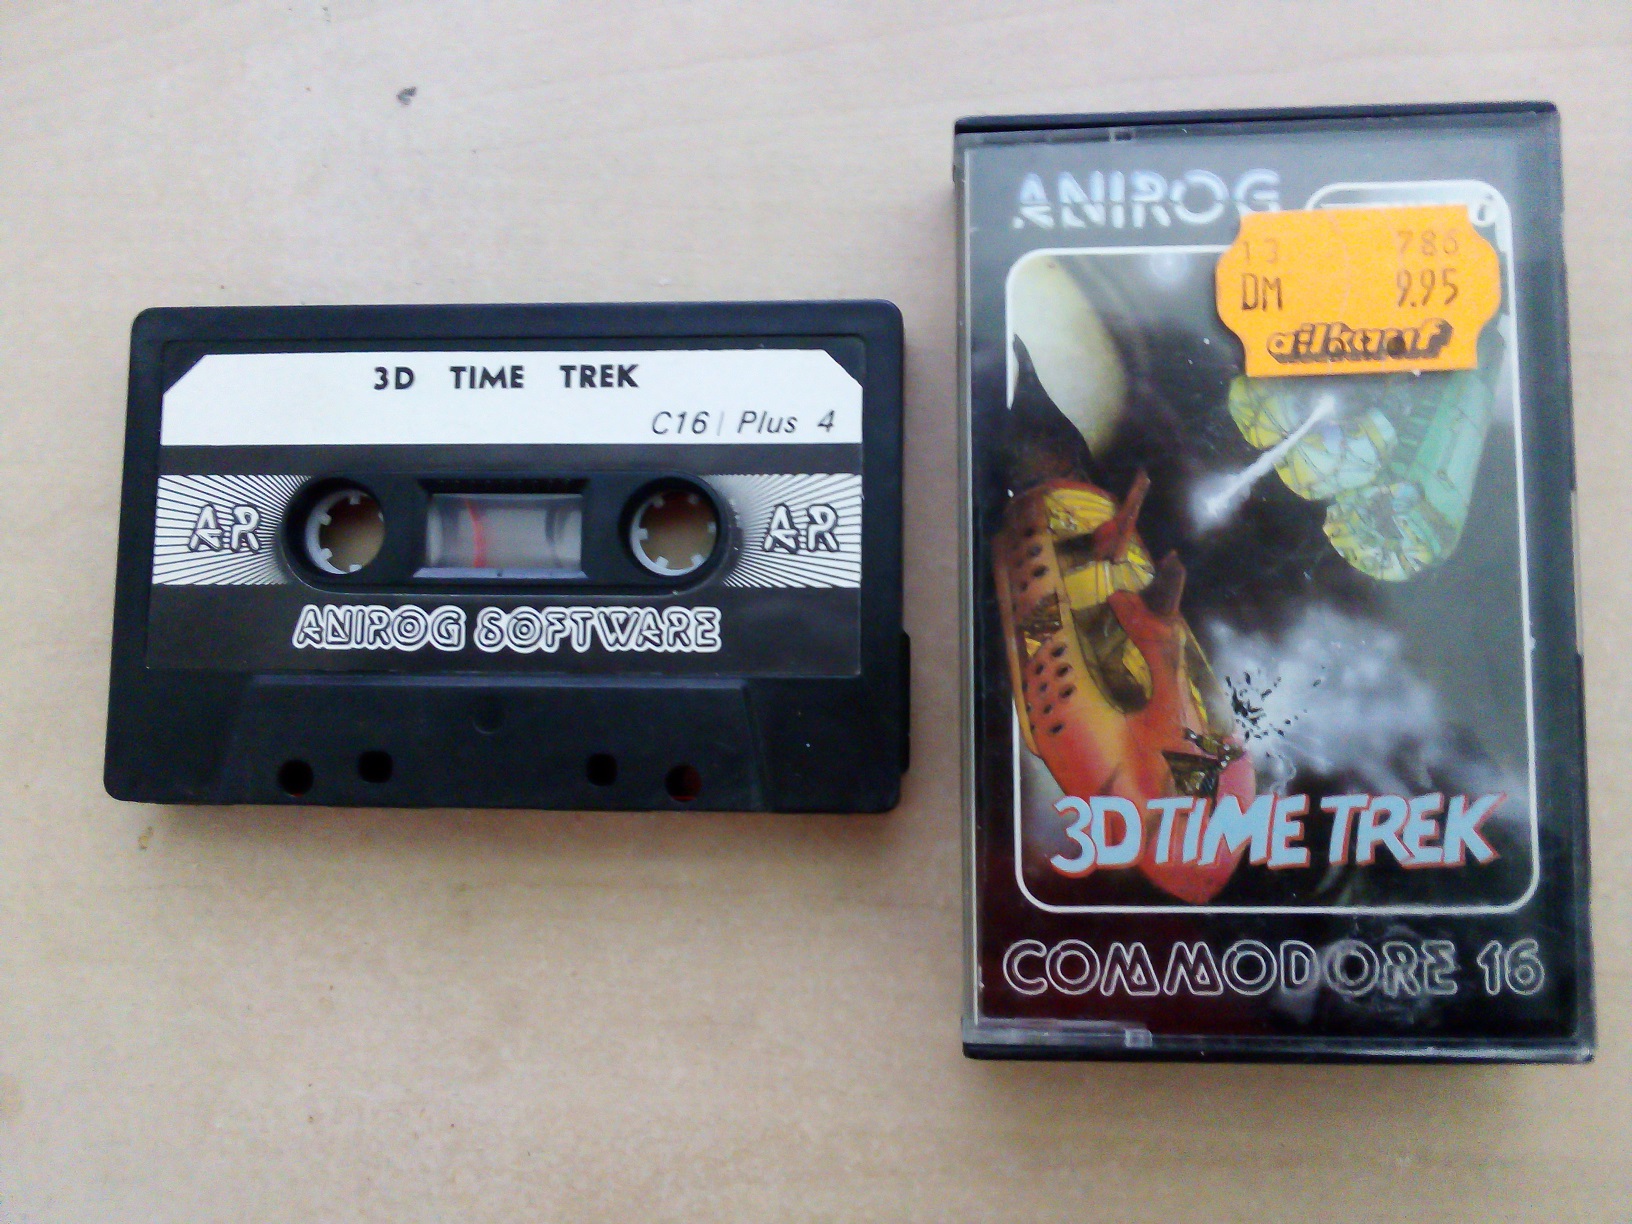 3D TIME TREK
C16 | Plus 4
AR
AR
ANIROG SOFTWARE
ANIROG
13 786
DM 9.95
allkauf
3D TIME TREK
COMMODORE 16